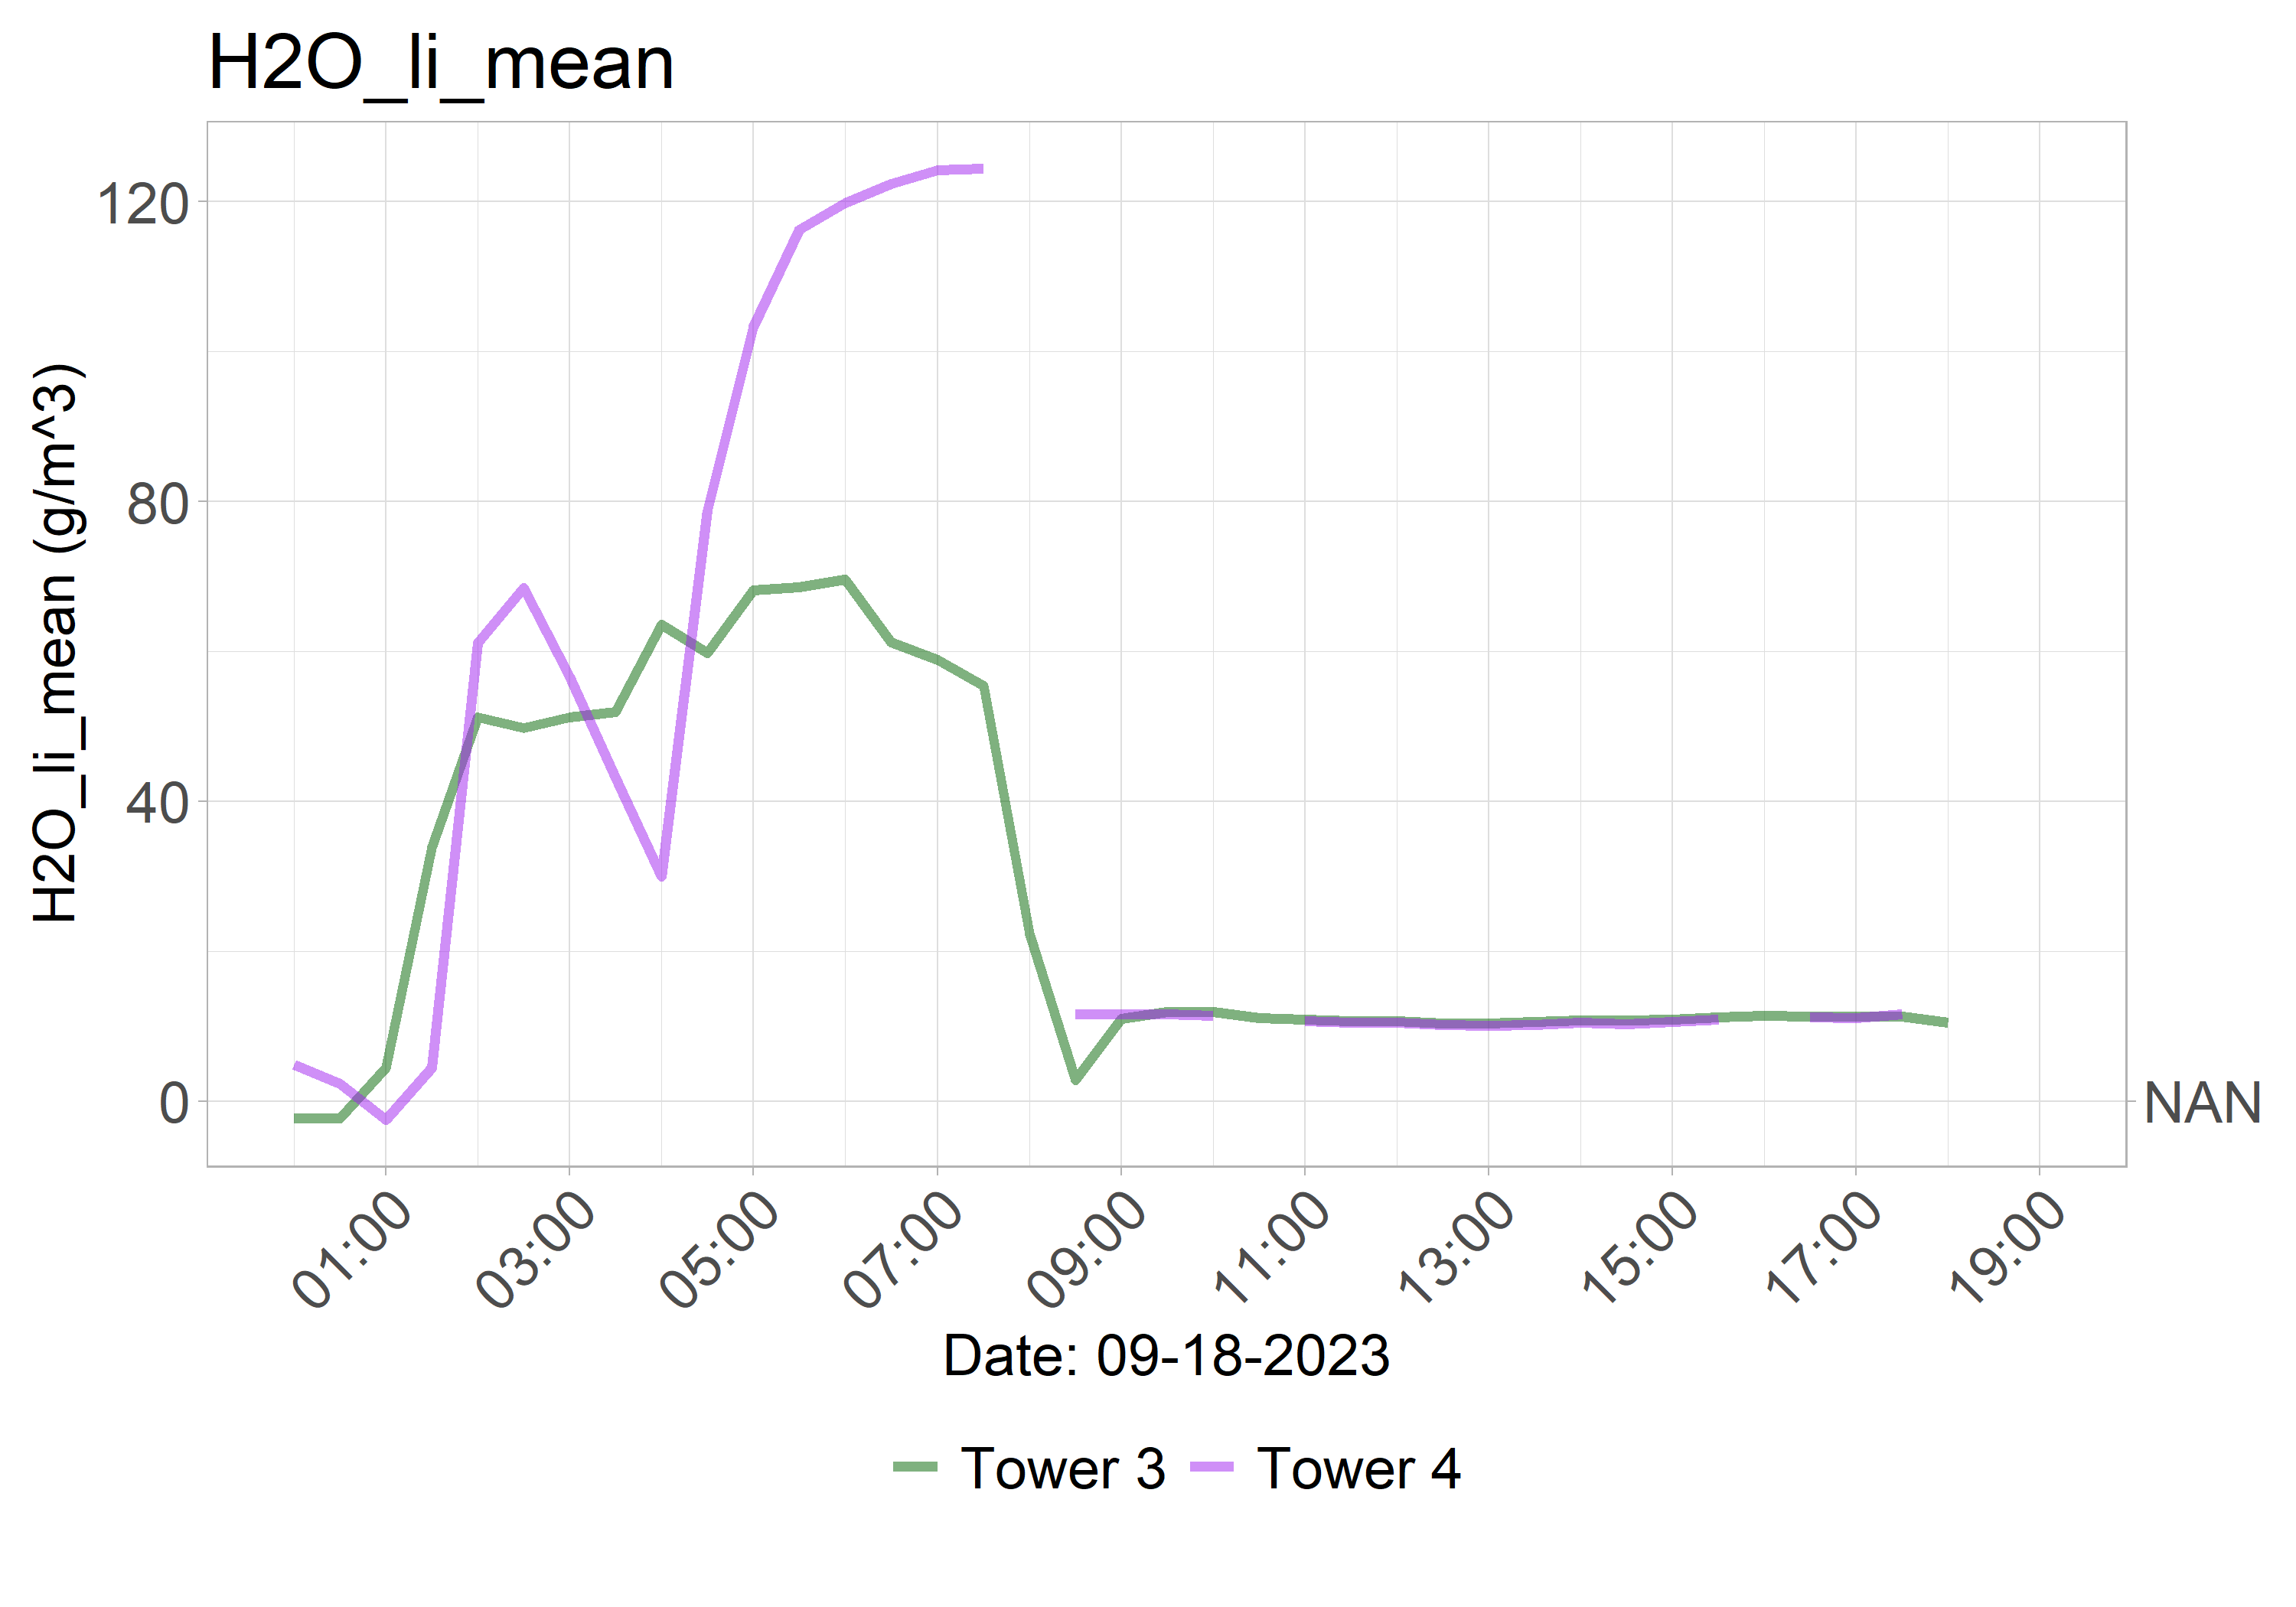 H2O_li_mean
H2O_li_mean (g/m^3)
120
80
40
0
NAN
01:00 03:00 05:00 07:00 09:00 11:00 13:00 15:00 17:00 19:00
Date: 09-18-2023
Tower 3 Tower 4